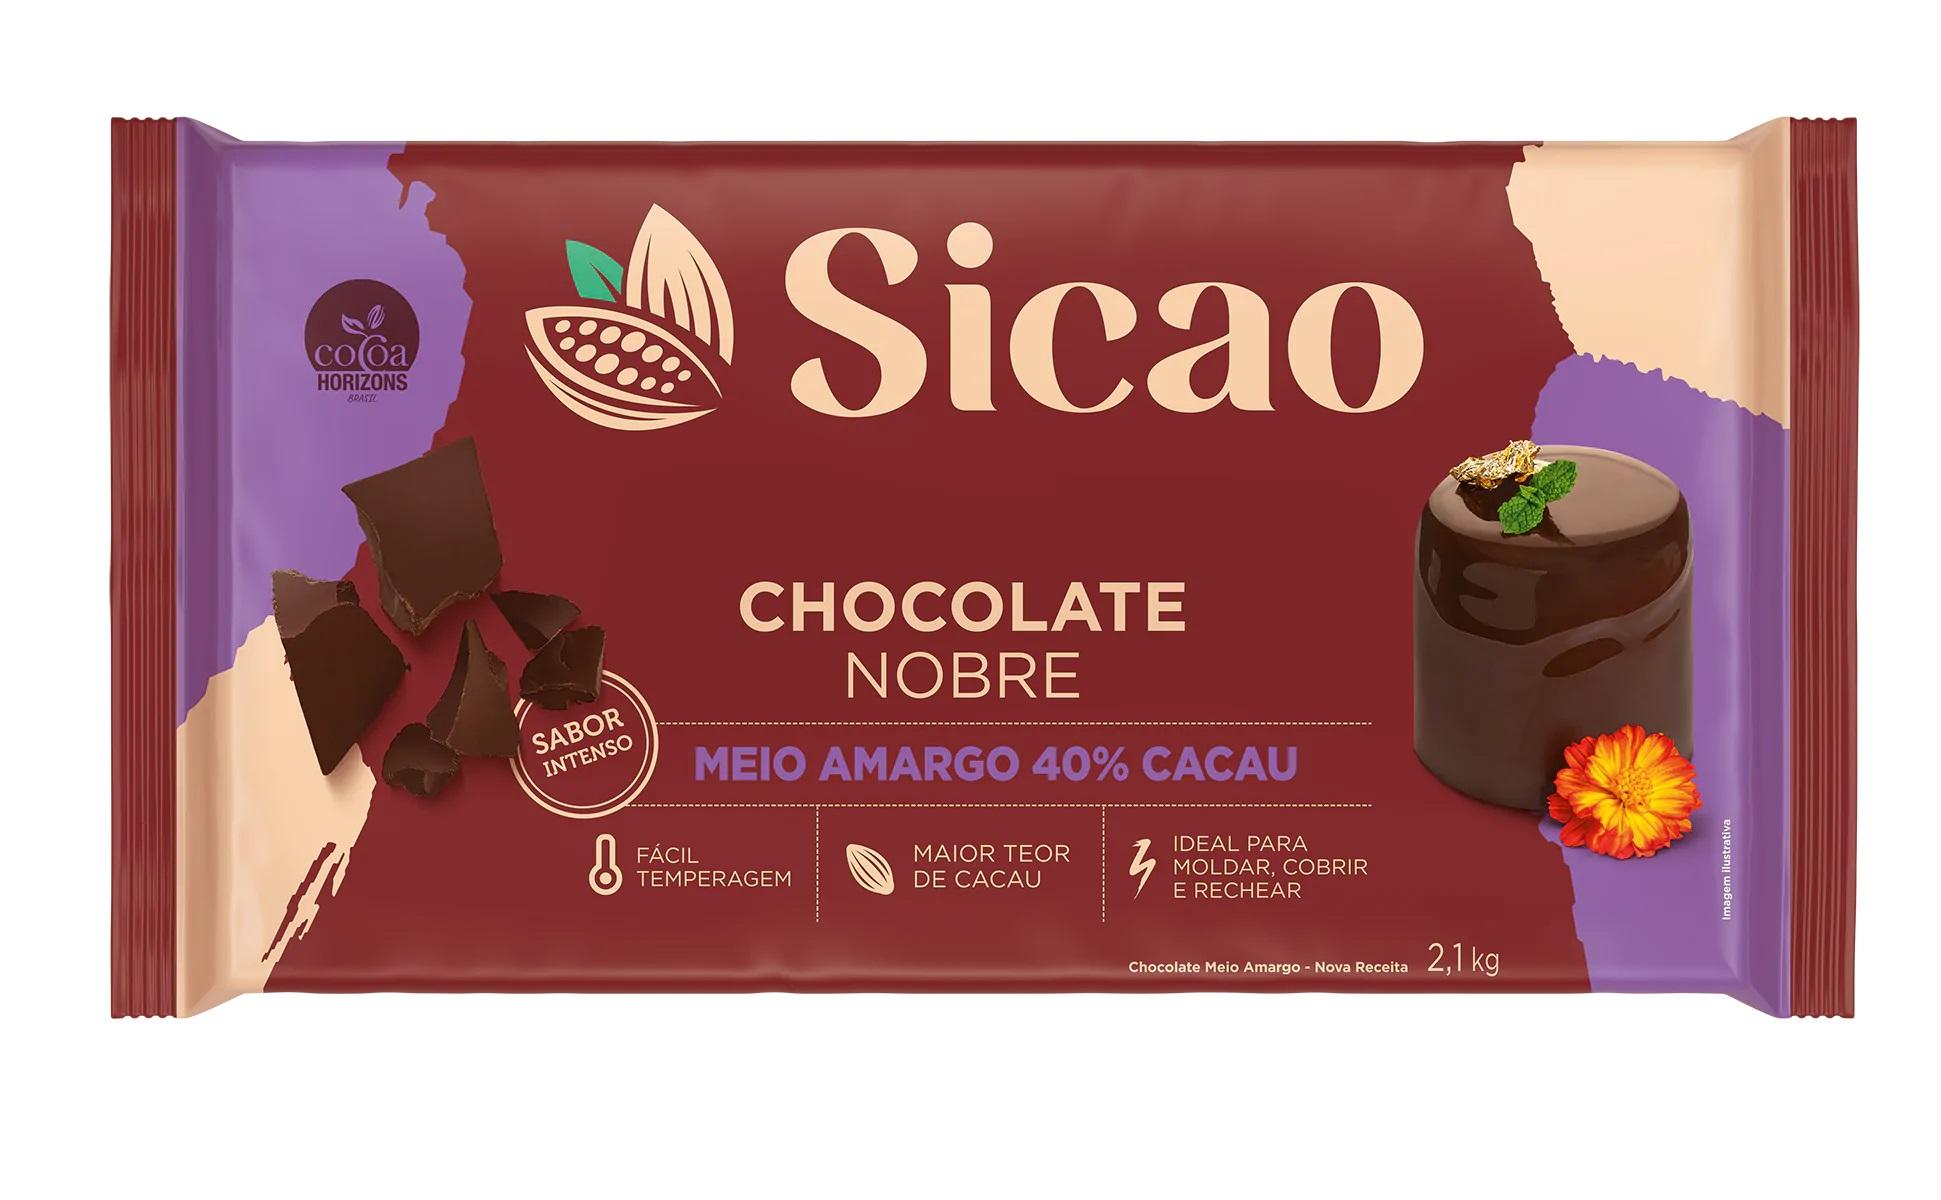 Sicao
cocoa
HORIZONS
BRASIL
CHOCOLATE
NOBRE
SABOR
INTENSO
MEIO AMARGO 40% CACAU
FÁCIL
TEMPERAGEM
MAIOR TEOR
DE CACAU
IDEAL PARA
MOLDAR, COBRIR
E RECHEAR
Imagem ilustrativa
Chocolate Meio Amargo - Nova Receita 2,1 kg